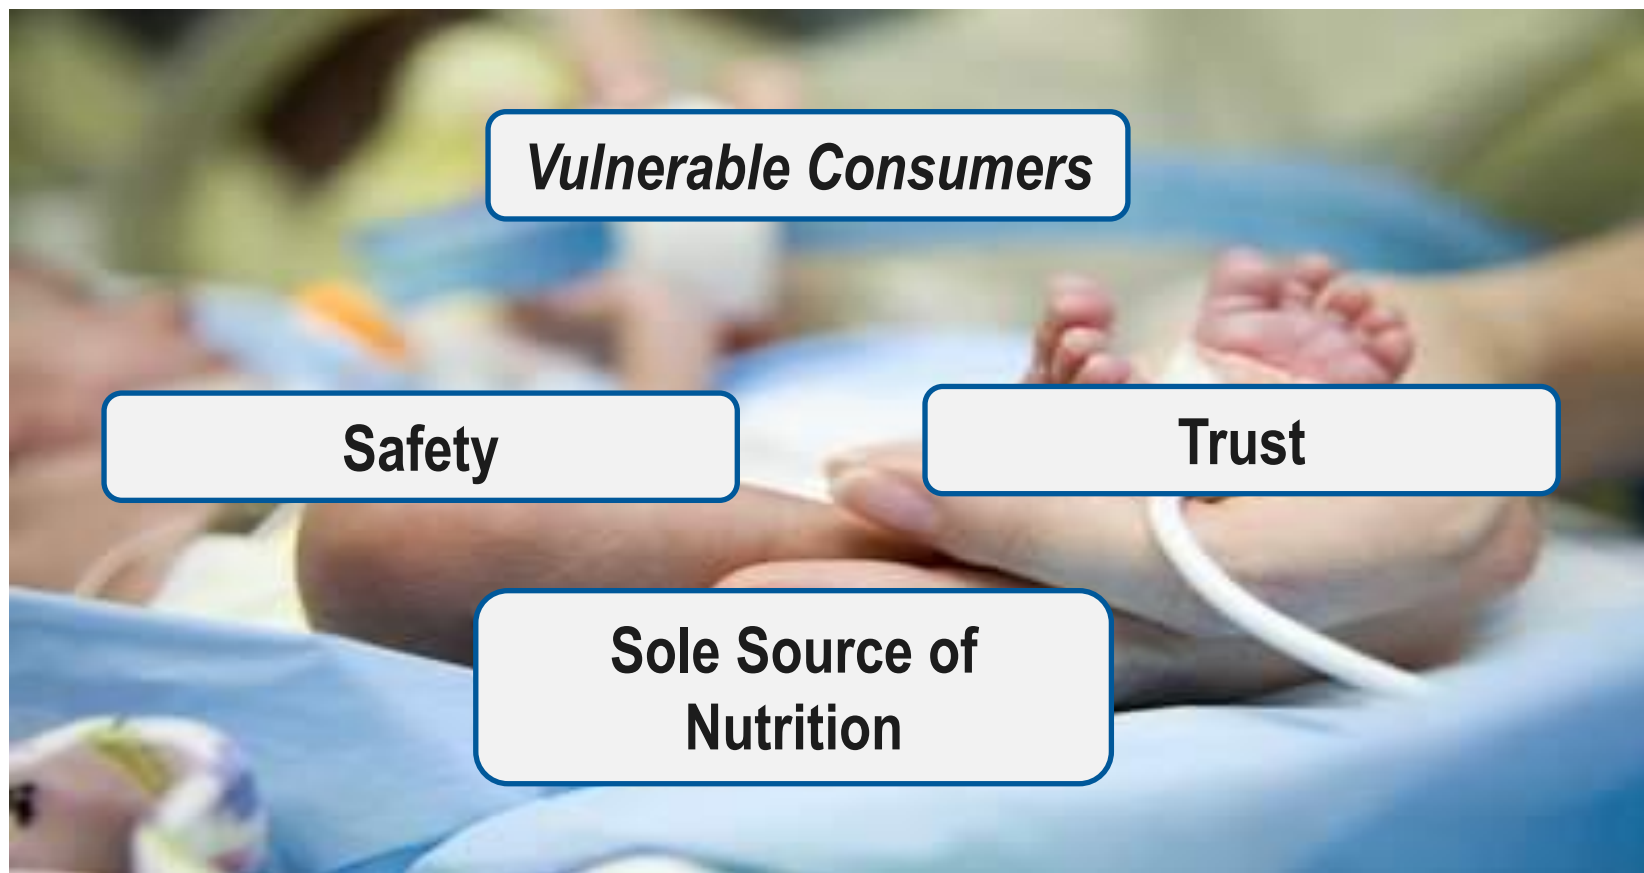 Vulnerable Consumers
Safety
Trust
Sole Source of
Nutrition